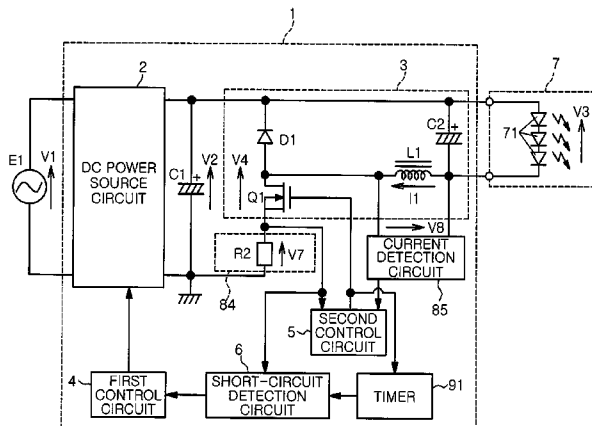 1
2
3
7
E1
V1
DC POWER
SOURCE
CIRCUIT
C1
+
V2
V4
D1
Q1
L1
I1
C2
+
71
V3
R2
V7
84
V8
CURRENT
DETECTION
CIRCUIT
85
5
SECOND
CONTROL
CIRCUIT
4
FIRST
CONTROL
CIRCUIT
6
SHORT-CIRCUIT
DETECTION
CIRCUIT
TIMER
91